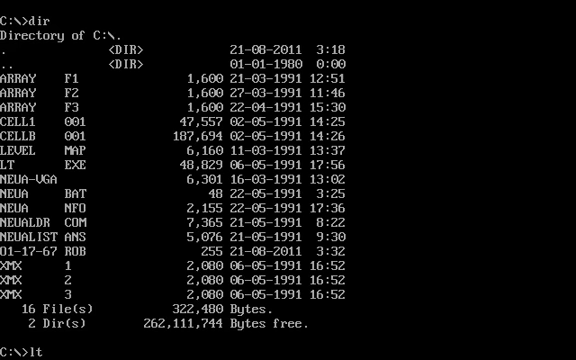 C:\>dir
Directory of C:\.
. <DIR> 21-08-2011 3:18
.. <DIR> 01-01-1980 0:00
ARRAY F1 1,600 21-03-1991 12:51
ARRAY F2 1,600 27-03-1991 11:46
ARRAY F3 1,600 22-04-1991 15:30
CELL1 001 47,557 02-05-1991 14:25
CELLB 001 187,694 02-05-1991 14:26
LEVEL MAP 6,160 11-03-1991 13:37
LT EXE 48,829 06-05-1991 17:56
NEUA-VGA 6,301 16-03-1991 13:02
NEUA BAT 48 22-05-1991 3:25
NEUA NFO 2,155 22-05-1991 17:36
NEUALDR COM 7,365 21-05-1991 8:22
NEUALIST ANS 5,076 21-05-1991 9:30
01-17-67 ROB 255 21-08-2011 3:32
XMX 1 2,080 06-05-1991 16:52
XMX 2 2,080 06-05-1991 16:52
XMX 3 2,080 06-05-1991 16:52
16 File(s) 322,480 Bytes.
2 Dir(s) 262,111,744 Bytes free.
C:\>lt